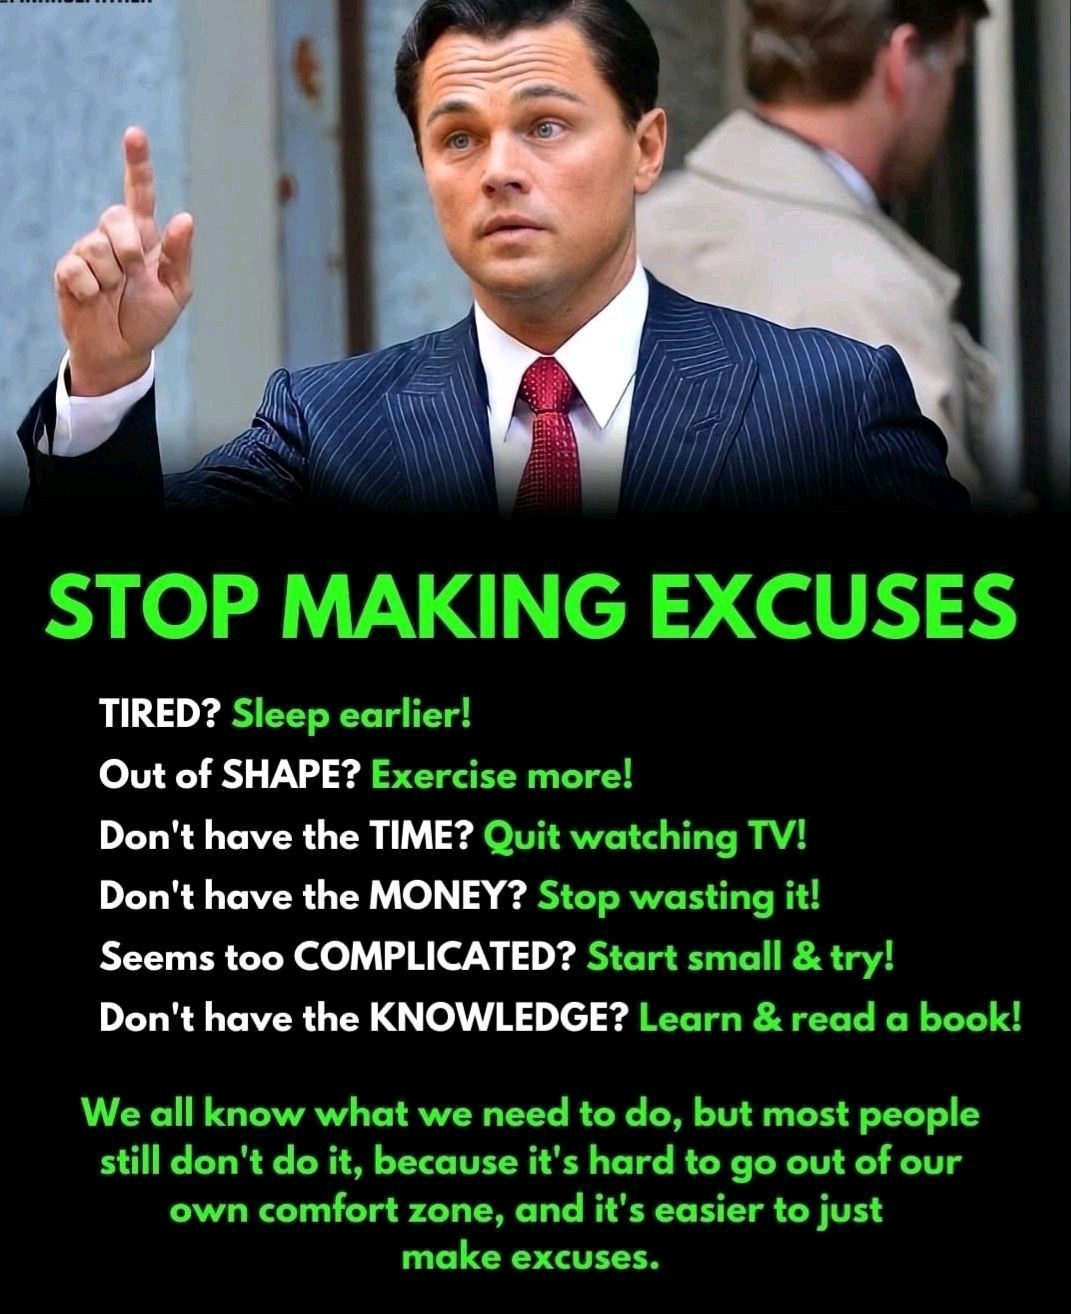 STOP MAKING EXCUSES
TIRED? Sleep earlier!
Out of SHAPE? Exercise more!
Don't have the TIME? Quit watching TV!
Don't have the MONEY? Stop wasting it!
Seems too COMPLICATED? Start small & try!
Don't have the KNOWLEDGE? Learn & read a book!
We all know what we need to do, but most people
still don't do it, because it's hard to go out of our
own comfort zone, and it's easier to just
make excuses.